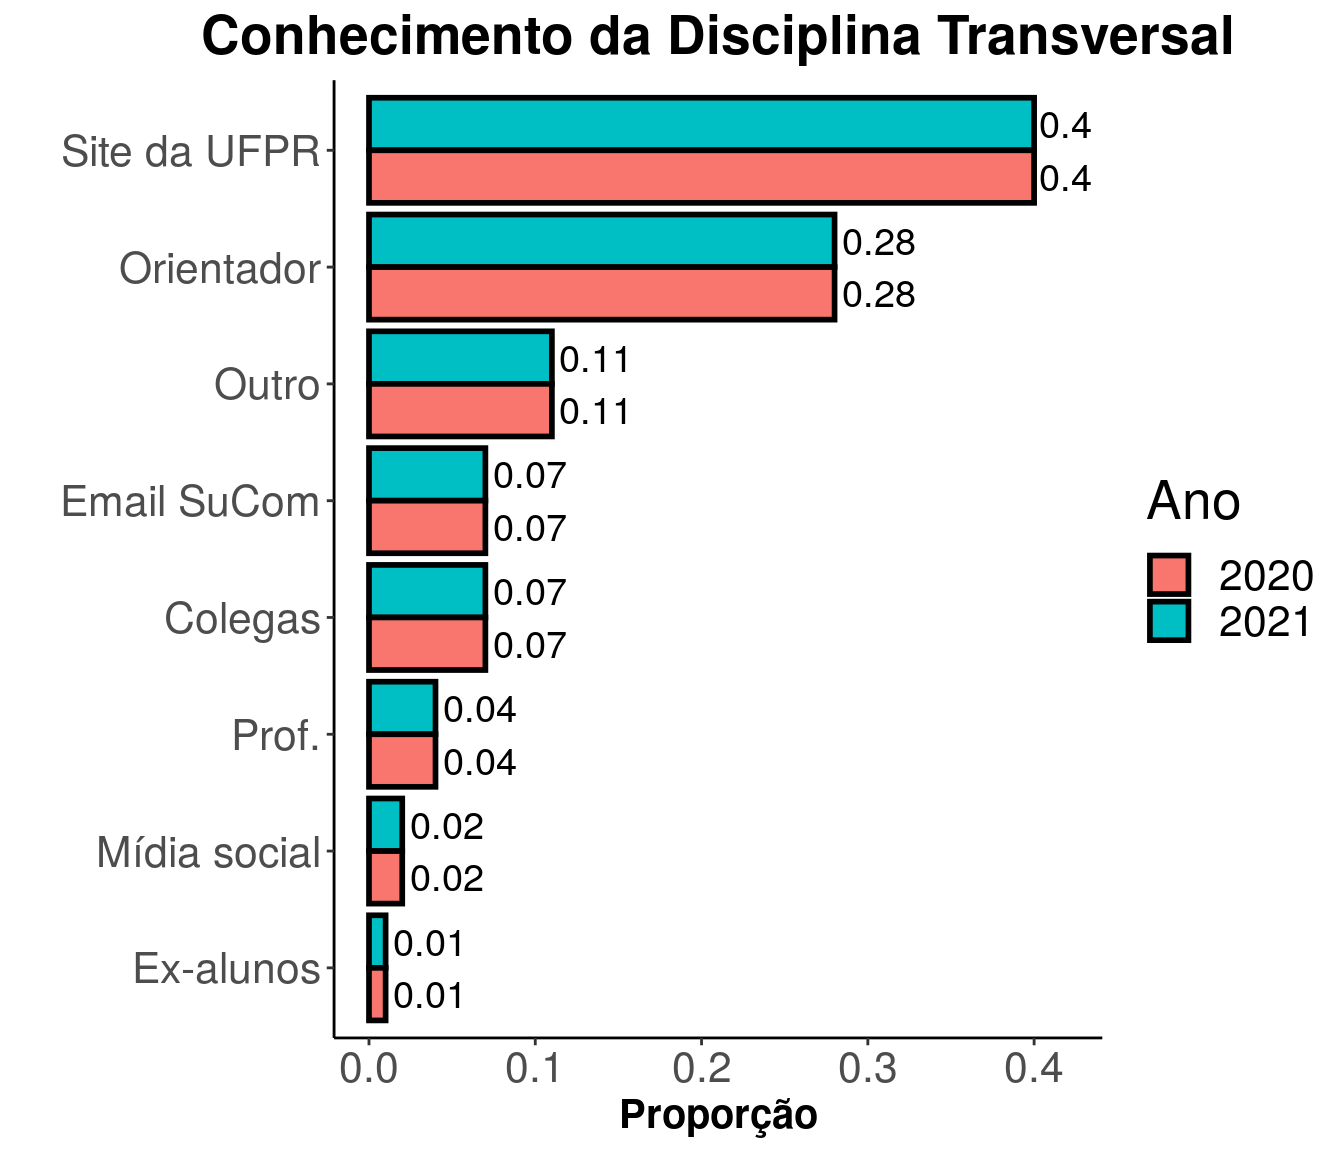 Conhecimento da Disciplina Transversal
Site da UFPR
0.4
0.4
Orientador
0.28
0.28
Outro
0.11
0.11
Email SuCom
0.07
0.07
Colegas
0.07
0.07
Prof.
0.04
0.04
Mídia social
0.02
0.02
Ex-alunos
0.01
0.01
0.0 0.1 0.2 0.3 0.4
Proporção
Ano
2020
2021